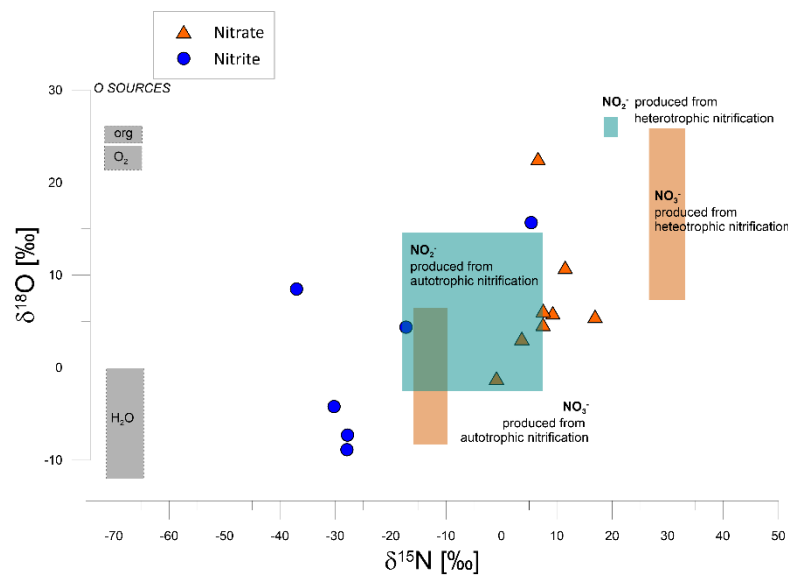 Nitrate
Nitrite
O SOURCES
30
20
10
0
-10
δ¹⁸O [‰]
org
O₂
H₂O
NO₂⁻ produced from
heterotrophic nitrification
NO₃⁻
produced from
heteotrophic nitrification
NO₂⁻
produced from
autotrophic nitrification
NO₃⁻
produced from
autotrophic nitrification
-70 -60 -50 -40 -30 -20 -10 0 10 20 30 40 50
δ¹⁵N [‰]